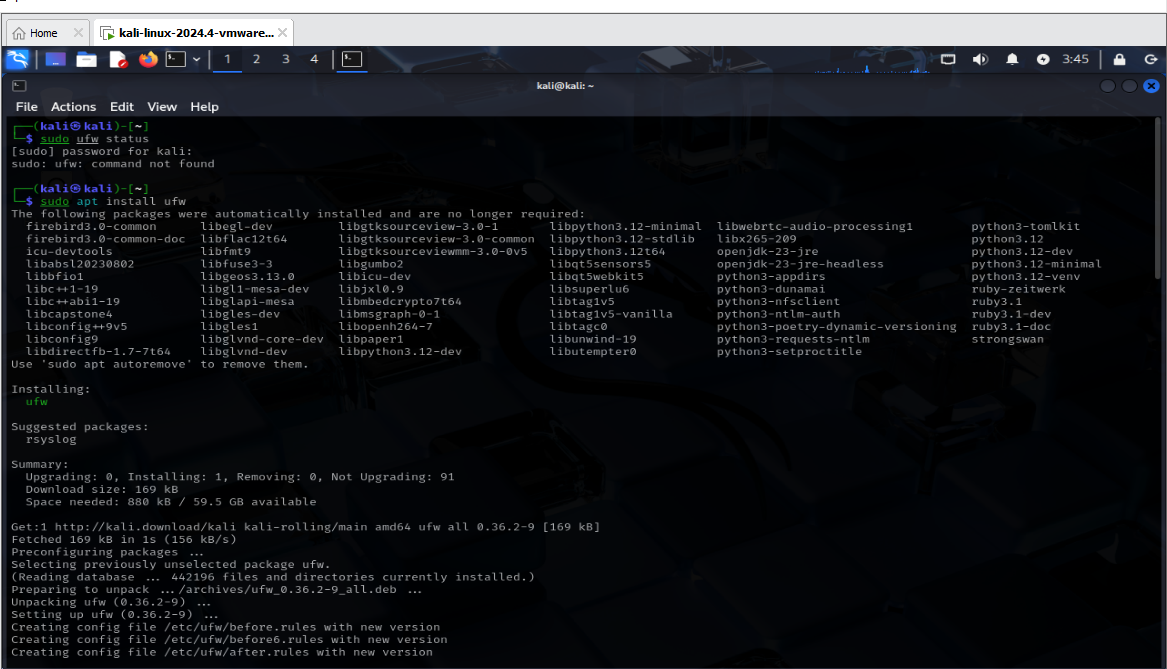 Home
kali-linux-2024.4-vmware...
1 2 3 4
3:45
kali@kali: ~
File Actions Edit View Help
(kali㉿kali)-[~]
$ sudo ufw status
[sudo] password for kali:
sudo: ufw: command not found
(kali㉿kali)-[~]
$ sudo apt install ufw
The following packages were automatically installed and are no longer required:
firebird3.0-common libegl-dev libgtksourceview-3.0-1 libpython3.12-minimal libwebrtc-audio-processing1 python3-tomlkit
firebird3.0-common-doc libflac12t64 libgtksourceview-3.0-common libpython3.12-stdlib libx265-209 python3.12
icu-devtools libfmt9 libgtksourceviewmm-3.0-0v5 libpython3.12t64 openjdk-23-jre python3.12-dev
libabsl20230802 libfuse3-3 libgumbo2 libqt5sensors5 openjdk-23-jre-headless python3.12-minimal
libbfio1 libgeos3.13.0 libicu-dev libqt5webkit5 python3-appdirs python3.12-venv
libc++1-19 libgl1-mesa-dev libjxl0.9 libsuperlu6 python3-dunamai ruby-zeitwerk
libc++abi1-19 libglapi-mesa libmbedcrypto7t64 libtag1v5 python3-nfsclient ruby3.1
libcapstone4 libgles-dev libmsgraph-0-1 libtag1v5-vanilla python3-ntlm-auth ruby3.1-dev
libconfig++9v5 libgles1 libopenh264-7 libtagc0 python3-poetry-dynamic-versioning ruby3.1-doc
libconfig9 libglvnd-core-dev libpaper1 libunwind-19 python3-requests-ntlm strongswan
libdirectfb-1.7-7t64 libglvnd-dev libpython3.12-dev libutempter0 python3-setproctitle
Use 'sudo apt autoremove' to remove them.
Installing:
ufw
Suggested packages:
rsyslog
Summary:
Upgrading: 0, Installing: 1, Removing: 0, Not Upgrading: 91
Download size: 169 kB
Space needed: 880 kB / 59.5 GB available
Get:1 http://kali.download/kali kali-rolling/main amd64 ufw all 0.36.2-9 [169 kB]
Fetched 169 kB in 1s (156 kB/s)
Preconfiguring packages ...
Selecting previously unselected package ufw.
(Reading database ... 442196 files and directories currently installed.)
Preparing to unpack .../archives/ufw_0.36.2-9_all.deb ...
Unpacking ufw (0.36.2-9) ...
Setting up ufw (0.36.2-9) ...
Creating config file /etc/ufw/before.rules with new version
Creating config file /etc/ufw/before6.rules with new version
Creating config file /etc/ufw/after.rules with new version